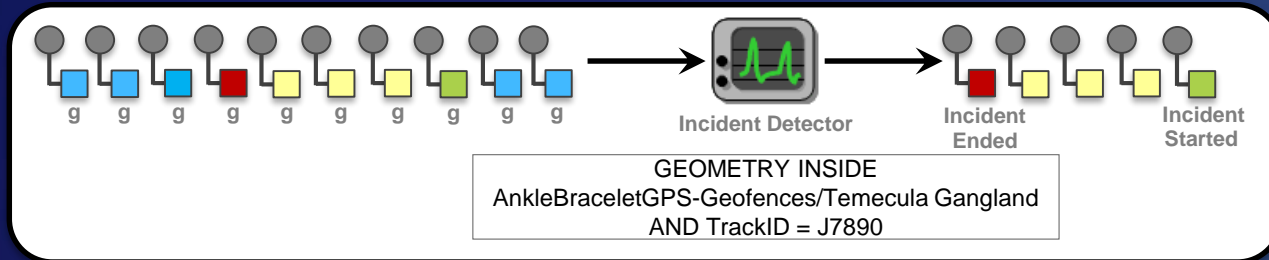 g g g g g g g g g g
Incident Detector
Incident
Ended
Incident
Started
GEOMETRY INSIDE
AnkleBraceletGPS-Geofences/Temecula Gangland
AND TrackID = J7890